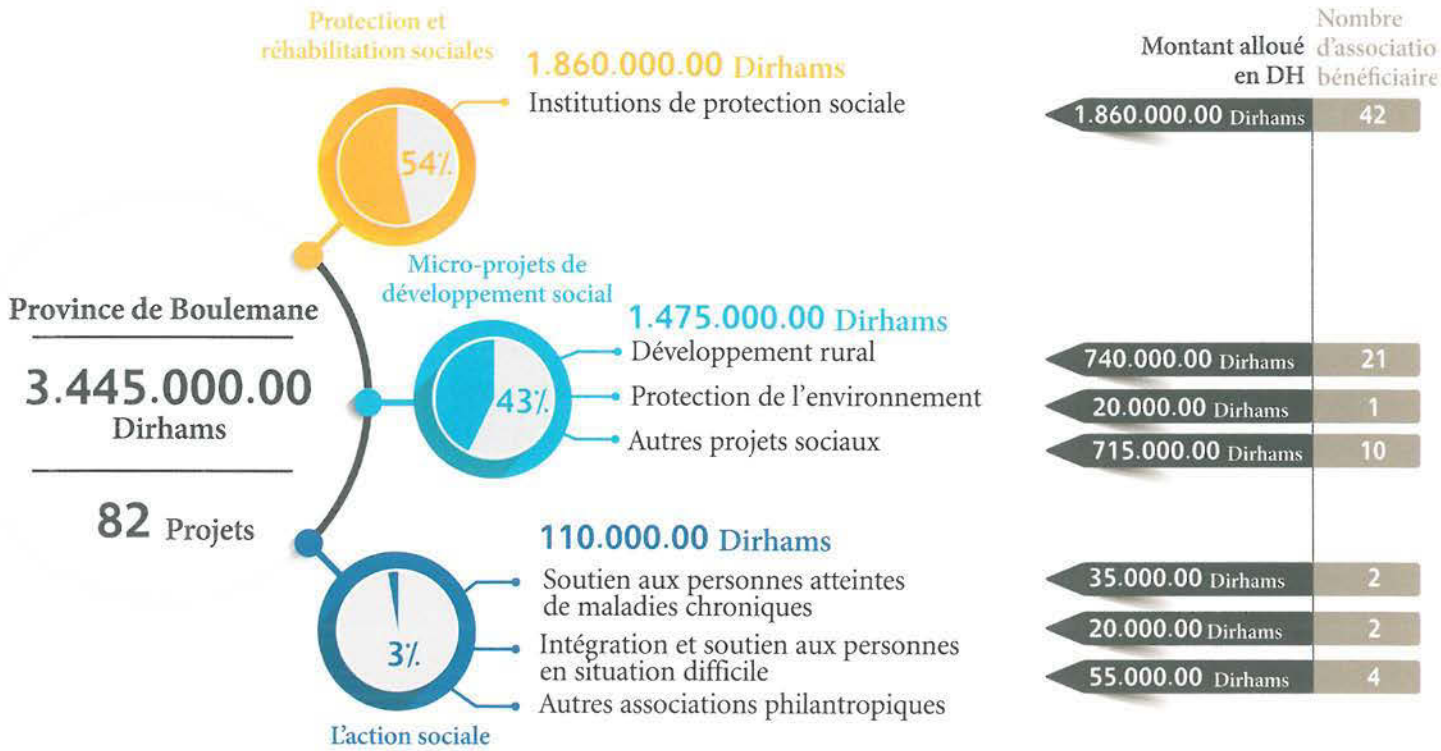 Protection et
réhabilitation sociales
1.860.000.00 Dirhams
Institutions de protection sociale
54%
Montant alloué
en DH
Nombre
d'associatio
bénéficiaire
1.860.000.00 Dirhams 42
Province de Boulemane
3.445.000.00
Dirhams
82 Projets
Micro-projets de
développement social
1.475.000.00 Dirhams
43%
Développement rural
Protection de l'environnement
Autres projets sociaux
740.000.00 Dirhams 21
20.000.00 Dirhams 1
715.000.00 Dirhams 10
110.000.00 Dirhams
Soutien aux personnes atteintes
de maladies chroniques
Intégration et soutien aux personnes
en situation difficile
Autres associations philantropiques
3%
L'action sociale
35.000.00 Dirhams 2
20.000.00 Dirhams 2
55.000.00 Dirhams 4